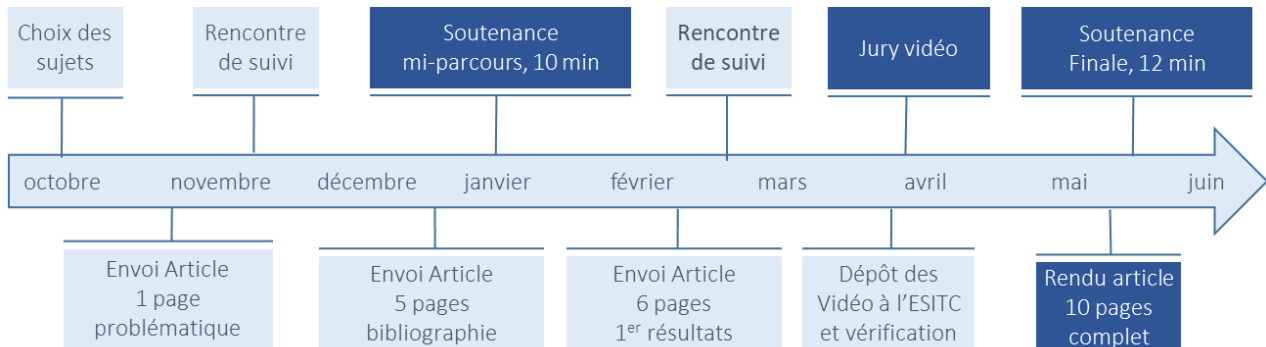 Choix des
sujets
Rencontre
de suivi
Soutenance
mi-parcours, 10 min
Rencontre
de suivi
Jury vidéo
Soutenance
Finale, 12 min
octobre
novembre
décembre
janvier
février
mars
avril
mai
juin
Envoi Article
1 page
problématique
Envoi Article
5 pages
bibliographie
Envoi Article
6 pages
1er résultats
Dépôt des
Vidéo à l’ESITC
et vérification
Rendu article
10 pages
complet